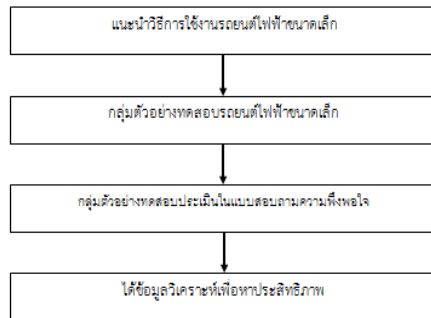 แนะนำวิธีการใช้งานรถยนต์ไฟฟ้าขนาดเล็ก
กลุ่มตัวอย่างทดสอบรถยนต์ไฟฟ้าขนาดเล็ก
กลุ่มตัวอย่างทดสอบประเมินในแบบสอบถามความพึงพอใจ
ได้ข้อมูลวิเคราะห์เพื่อหาประสิทธิภาพ